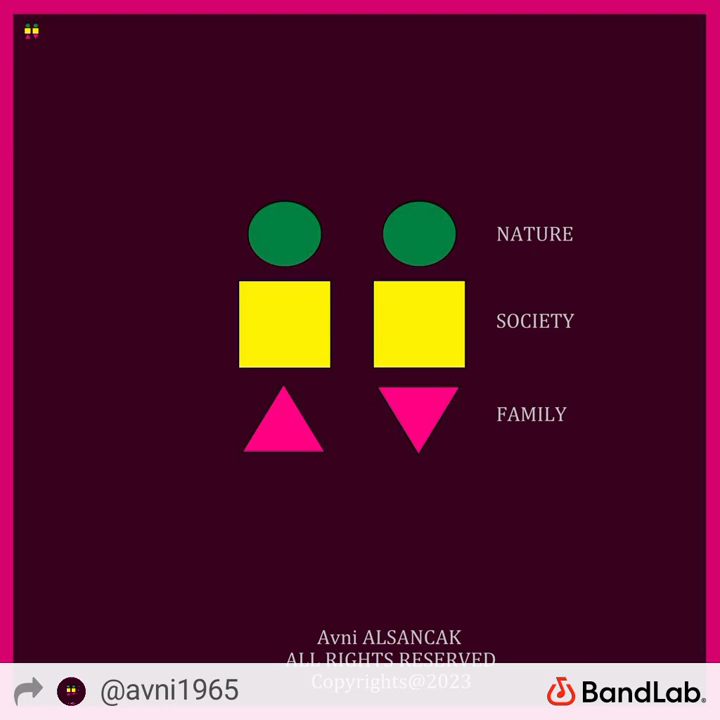 NATURE
SOCIETY
FAMILY
Avni ALSANCAK
ALL RIGHTS RESERVED
Copyrights@2023
@avni1965
BandLab®